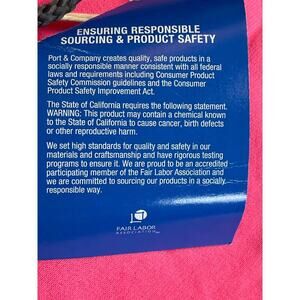 ENSURING RESPONSIBLE
SOURCING & PRODUCT SAFETY
Port & Company creates quality, safe products in a
socially responsible manner consistent with all federal
laws and requirements including Consumer Product
Safety Commission guidelines and the Consumer
Product Safety Improvement Act.
The State of California requires the following statement.
WARNING: This product may contain a chemical known
to the State of California to cause cancer, birth defects
or other reproductive harm.
We set high standards for quality and safety in our
materials and craftsmanship and have rigorous testing
programs to ensure it. We are proud to be an accredited
participating member of the Fair Labor Association and
we are committed to sourcing our products in a socially
responsible way.
FAIR LABOR
ASSOCIATION